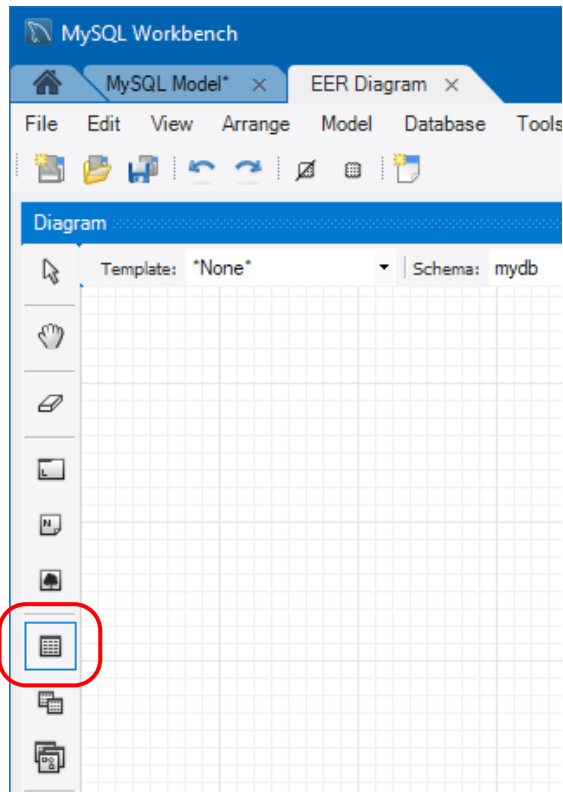 MySQL Workbench
MySQL Model* × EER Diagram ×
File Edit View Arrange Model Database Tools
Diagram
Template: *None* Schema: mydb
L
N